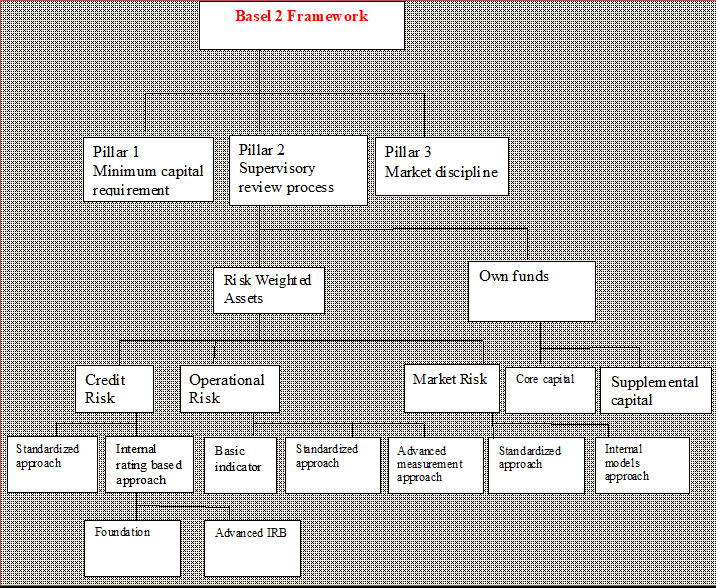 Basel 2 Framework
Pillar 1
Minimum capital
requirement
Pillar 2
Supervisory
review process
Pillar 3
Market discipline
Risk Weighted
Assets
Own funds
Credit
Risk
Operational
Risk
Market Risk
Core capital
Supplemental
capital
Standardized
approach
Internal
rating based
approach
Basic
indicator
Standardized
approach
Advanced
measurement
approach
Standardized
approach
Internal
models
approach
Foundation
Advanced IRB